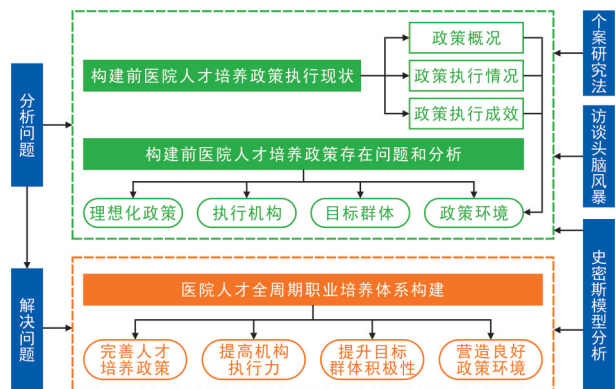 分析问题
解决问题
构建前医院人才培养政策执行现状
政策概况
政策执行情况
政策执行成效
构建前医院人才培养政策存在问题和分析
理想化政策
执行机构
目标群体
政策环境
医院人才全周期职业培养体系构建
完善人才
培养政策
提高机构
执行力
提升目标
群体积极性
营造良好
政策环境
个案研究法
访谈头脑风暴
史密斯模型分析